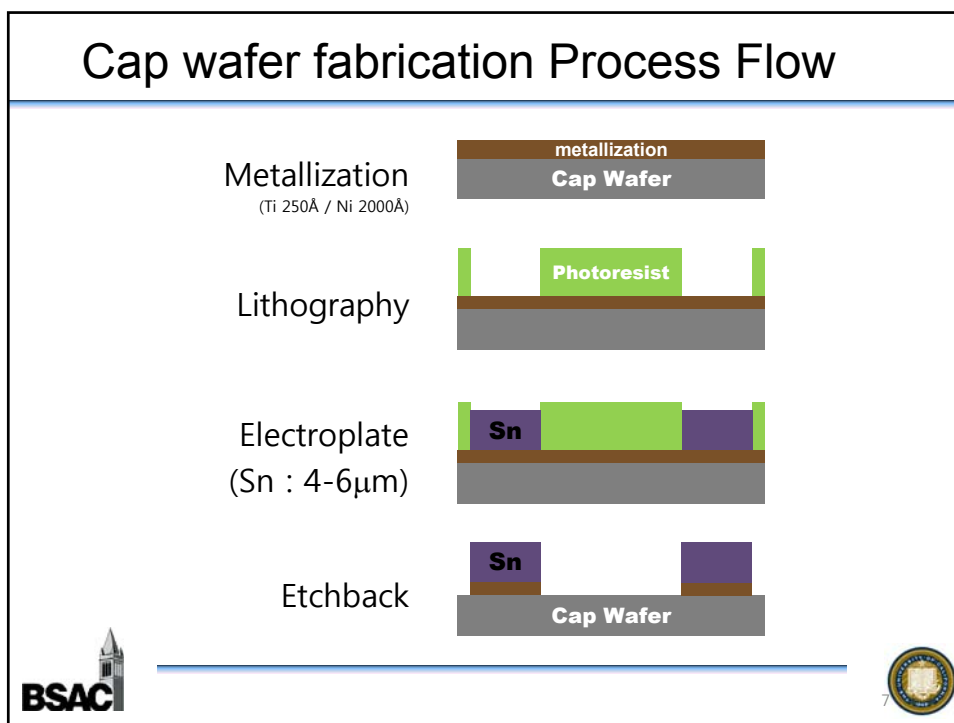 Cap wafer fabrication Process Flow
Metallization
(Ti 250Å / Ni 2000Å)
metallization
Cap Wafer
Lithography
Photoresist
Electroplate
(Sn : 4-6μm)
Sn
Etchback
Sn
Cap Wafer
BSAC
7